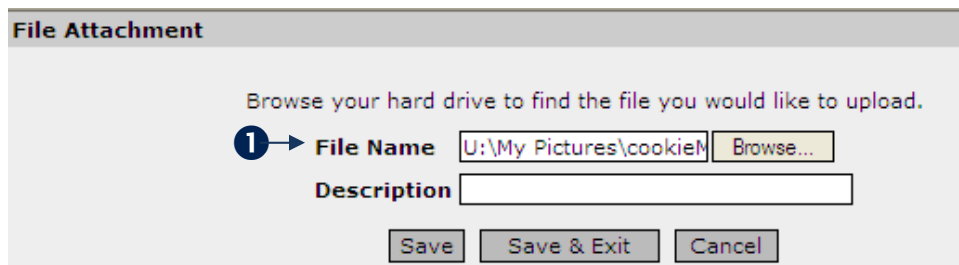 File Attachment
Browse your hard drive to find the file you would like to upload.
1 File Name U:\My Pictures\cookieM Browse...
Description
Save Save & Exit Cancel